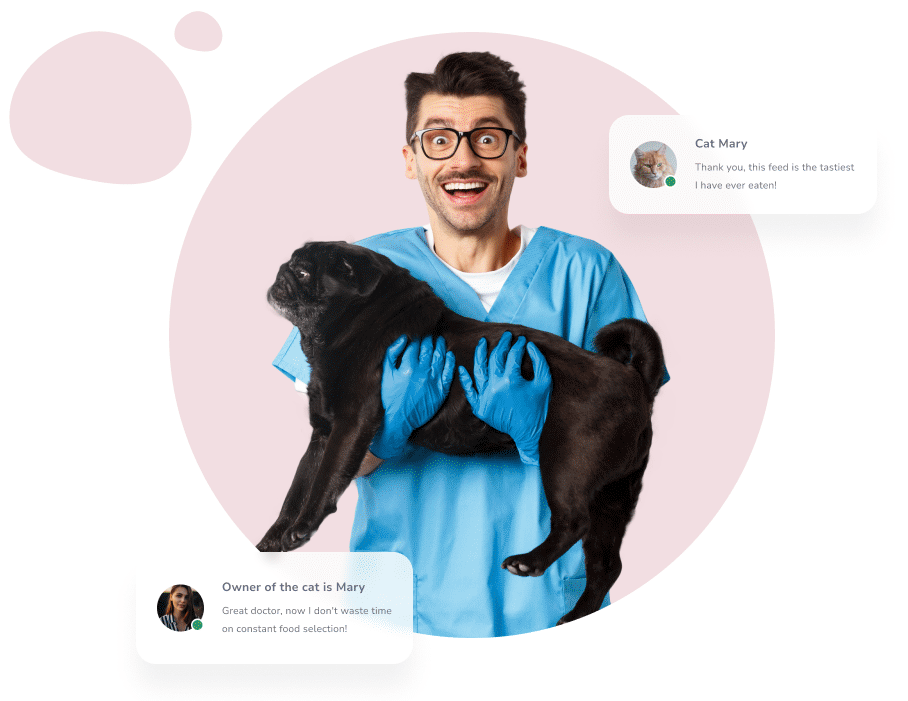 Cat Mary
Thank you, this feed is the tastiest
I have ever eaten!
Owner of the cat is Mary
Great doctor, now I don't waste time
on constant food selection!